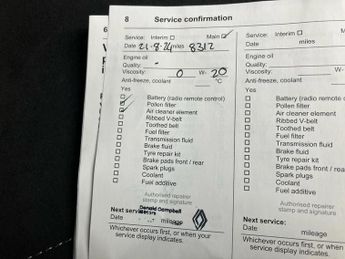 8 Service confirmation
Service: Interim ☐ Main ☑
Date 21-8-24 miles 8312
Engine oil
Quality: -
Viscosity: 0 W- 20
Anti-freeze, coolant °C
Yes
☐ Battery (radio remote control)
☑ Pollen filter
☐ Air cleaner element
☐ Ribbed V-belt
☐ Toothed belt
☐ Fuel filter
☐ Transmission fluid
☐ Brake fluid
☐ Tyre repair kit
☐ Brake pads front / rear
☐ Spark plugs
☐ Coolant
☐ Fuel additive
Authorised repairer
stamp and signature
Donald Campbell
Next service:
Date mileage
Whichever occurs first, or when your
service display indicates.
Service: Interim ☐
Date miles
Engine oil
Quality:
Viscosity:
Anti-freeze, coolant
Yes
☐ Battery (radio remote
☐ Pollen filter
☐ Air cleaner element
☐ Ribbed V-belt
☐ Toothed belt
☐ Fuel filter
☐ Transmission fluid
☐ Brake fluid
☐ Tyre repair kit
☐ Brake pads front / rear
☐ Spark plugs
☐ Coolant
☐ Fuel additive
Authorised repairer
stamp and signature
Next service:
Date mileage
Whichever occurs first, or when
service display indicates.